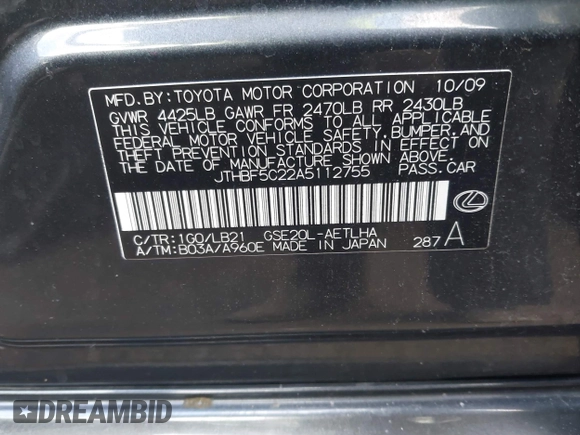 MFD.BY:TOYOTA MOTOR CORPORATION 10/09
GVWR 4425LB GAWR FR 2470LB RR 2430LB
THIS VEHICLE CONFORMS TO ALL APPLICABLE
FEDERAL MOTOR VEHICLE SAFETY,BUMPER,AND
THEFT PREVENTION STANDARDS IN EFFECT ON
THE DATE OF MANUFACTURE SHOWN ABOVE.
JTHBF5C22A5112755 PASS.CAR
C/TR:1G0/LB21 GSE20L-AETLHA
A/TM:B03A/A960E MADE IN JAPAN 287A
DREAMBID